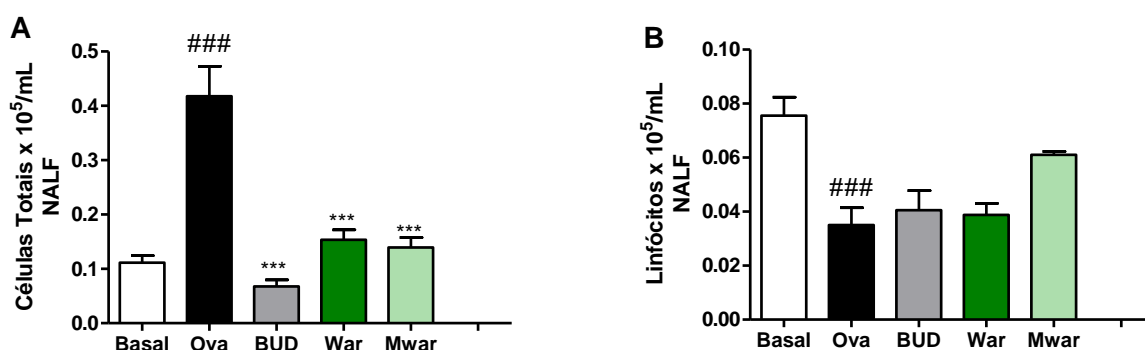 A
Células Totais x 10⁵/mL
NALF
0.5
0.4
0.3
0.2
0.1
0.0
###
***
***
***
Basal Ova BUD War Mwar
B
Linfócitos x 10⁵/mL
NALF
0.10
0.08
0.06
0.04
0.02
0.00
###
Basal Ova BUD War Mwar